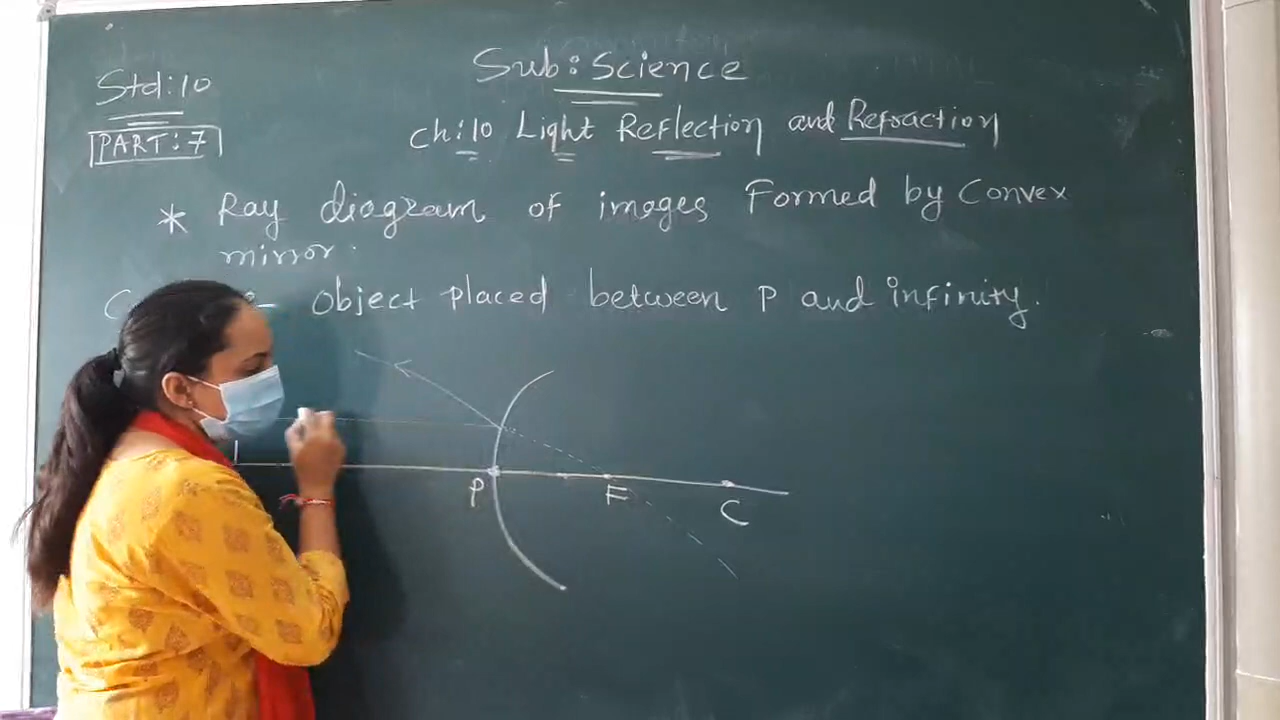 Std:10
Sub: Science
PART: 7
Ch:10 Light Reflection and Refraction
* Ray diagram of images Formed by Convex
mirror.
Object placed between P and infinity.
P
F
C